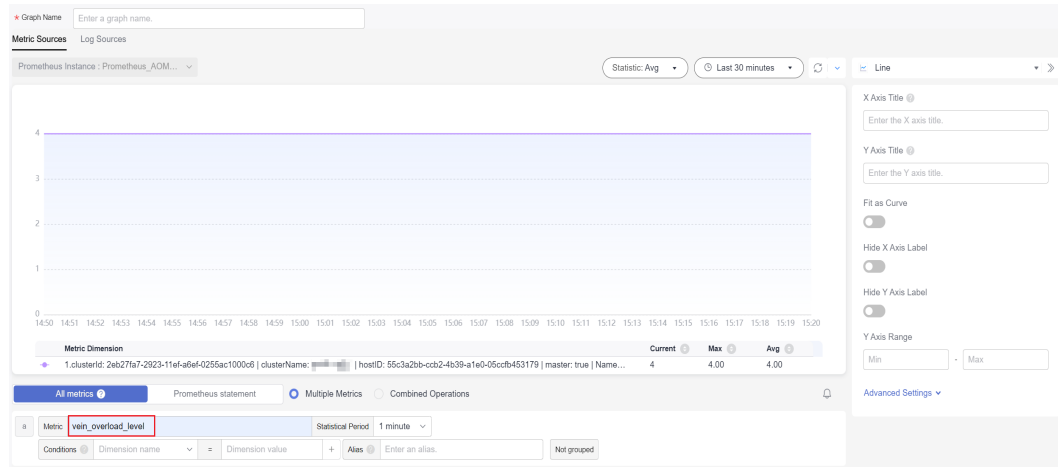 * Graph Name Enter a graph name.
Metric Sources Log Sources
Prometheus Instance : Prometheus_AOM... Statistic: Avg Last 30 minutes Line
X Axis Title ?
Enter the X axis title.
Y Axis Title ?
Enter the Y axis title.
Fit as Curve
Hide X Axis Label
Hide Y Axis Label
Y Axis Range
Min - Max
Advanced Settings
4
3
2
1
0
14:50 14:51 14:52 14:53 14:54 14:55 14:56 14:57 14:58 14:59 15:00 15:01 15:02 15:03 15:04 15:05 15:06 15:07 15:08 15:09 15:10 15:11 15:12 15:13 15:14 15:15 15:16 15:17 15:18 15:19 15:20
Metric Dimension Current Max Avg
1.clusterId: 2eb27fa7-2923-11ef-a6ef-0255ac1000c6 | clusterName: | hostID: 55c3a2bb-ccb2-4b39-a1e0-05ccfb453179 | master: true | Name... 4 4.00 4.00
All metrics ? Prometheus statement Multiple Metrics Combined Operations
a Metric vein_overload_level Statistical Period 1 minute
Conditions Dimension name = Dimension value + Alias Enter an alias. Not grouped